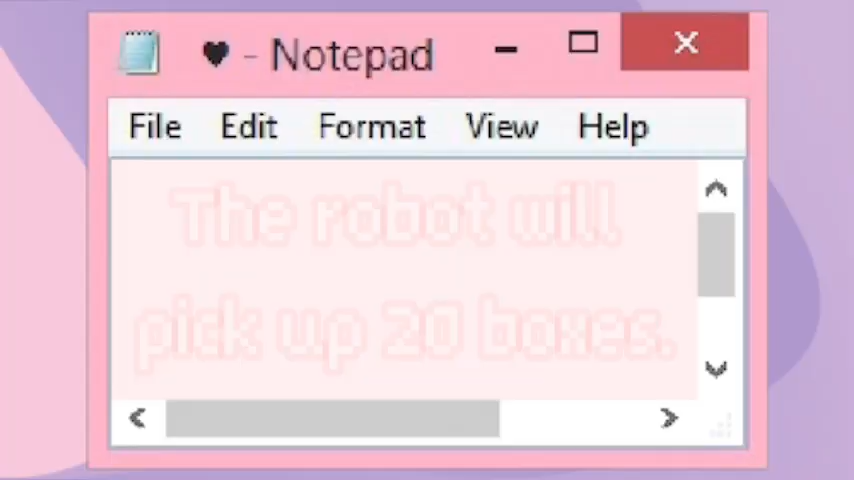 ♥ - Notepad
File Edit Format View Help
The robot will
pick up 20 boxes.